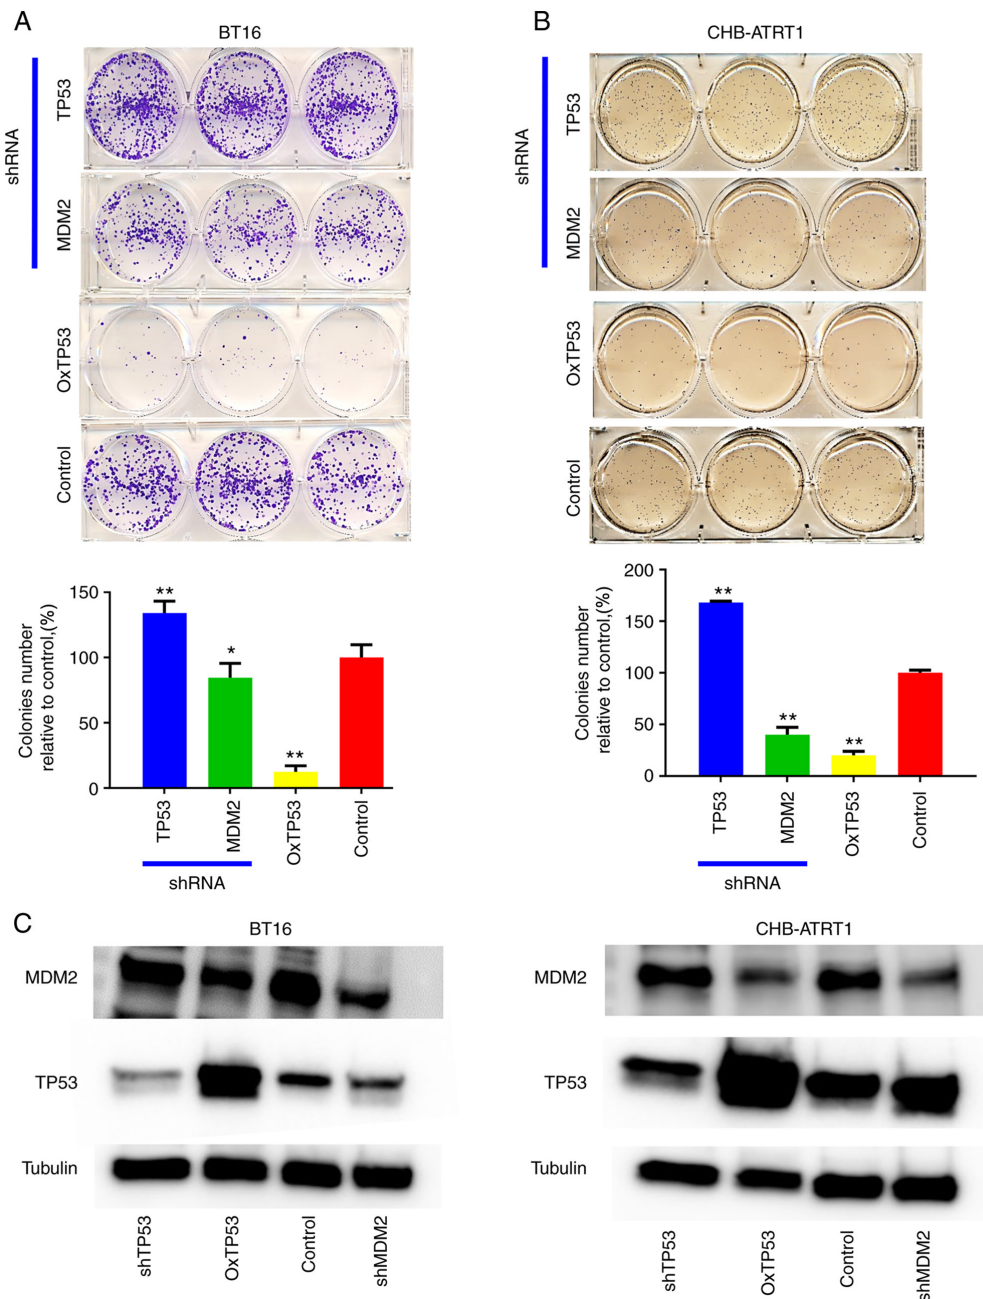 A
BT16
shRNA
TP53
MDM2
OxTP53
Control
Colonies number
relative to control,(%)
150
100
50
0
**
*
**
TP53
MDM2
OxTP53
Control
shRNA
B
CHB-ATRT1
shRNA
TP53
MDM2
OxTP53
Control
Colonies number
relative to control,(%)
200
150
100
50
0
**
**
**
TP53
MDM2
OxTP53
Control
shRNA
C
BT16
MDM2
TP53
Tubulin
shTP53
OxTP53
Control
shMDM2
CHB-ATRT1
MDM2
TP53
Tubulin
shTP53
OxTP53
Control
shMDM2